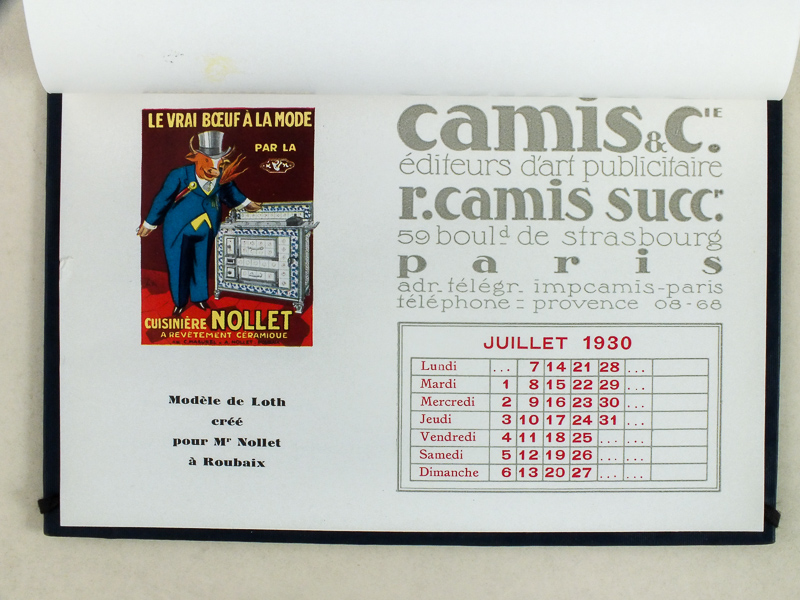 LE VRAI BŒUF À LA MODE
PAR LA
CUISINIÈRE NOLLET
A REVÊTEMENT CÉRAMIQUE
Modèle de Loth
créé
pour Mr Nollet
à Roubaix
camis & Cie.
éditeurs d'art publicitaire
r.camis succr.
59 bould de strasbourg
paris
adr. télégr. impcamis-paris
téléphone : provence 08-68
JUILLET 1930
Lundi ... 7 14 21 28 ...
Mardi 1 8 15 22 29 ...
Mercredi 2 9 16 23 30 ...
Jeudi 3 10 17 24 31 ...
Vendredi 4 11 18 25 ... ...
Samedi 5 12 19 26 ... ...
Dimanche 6 13 20 27 ... ...